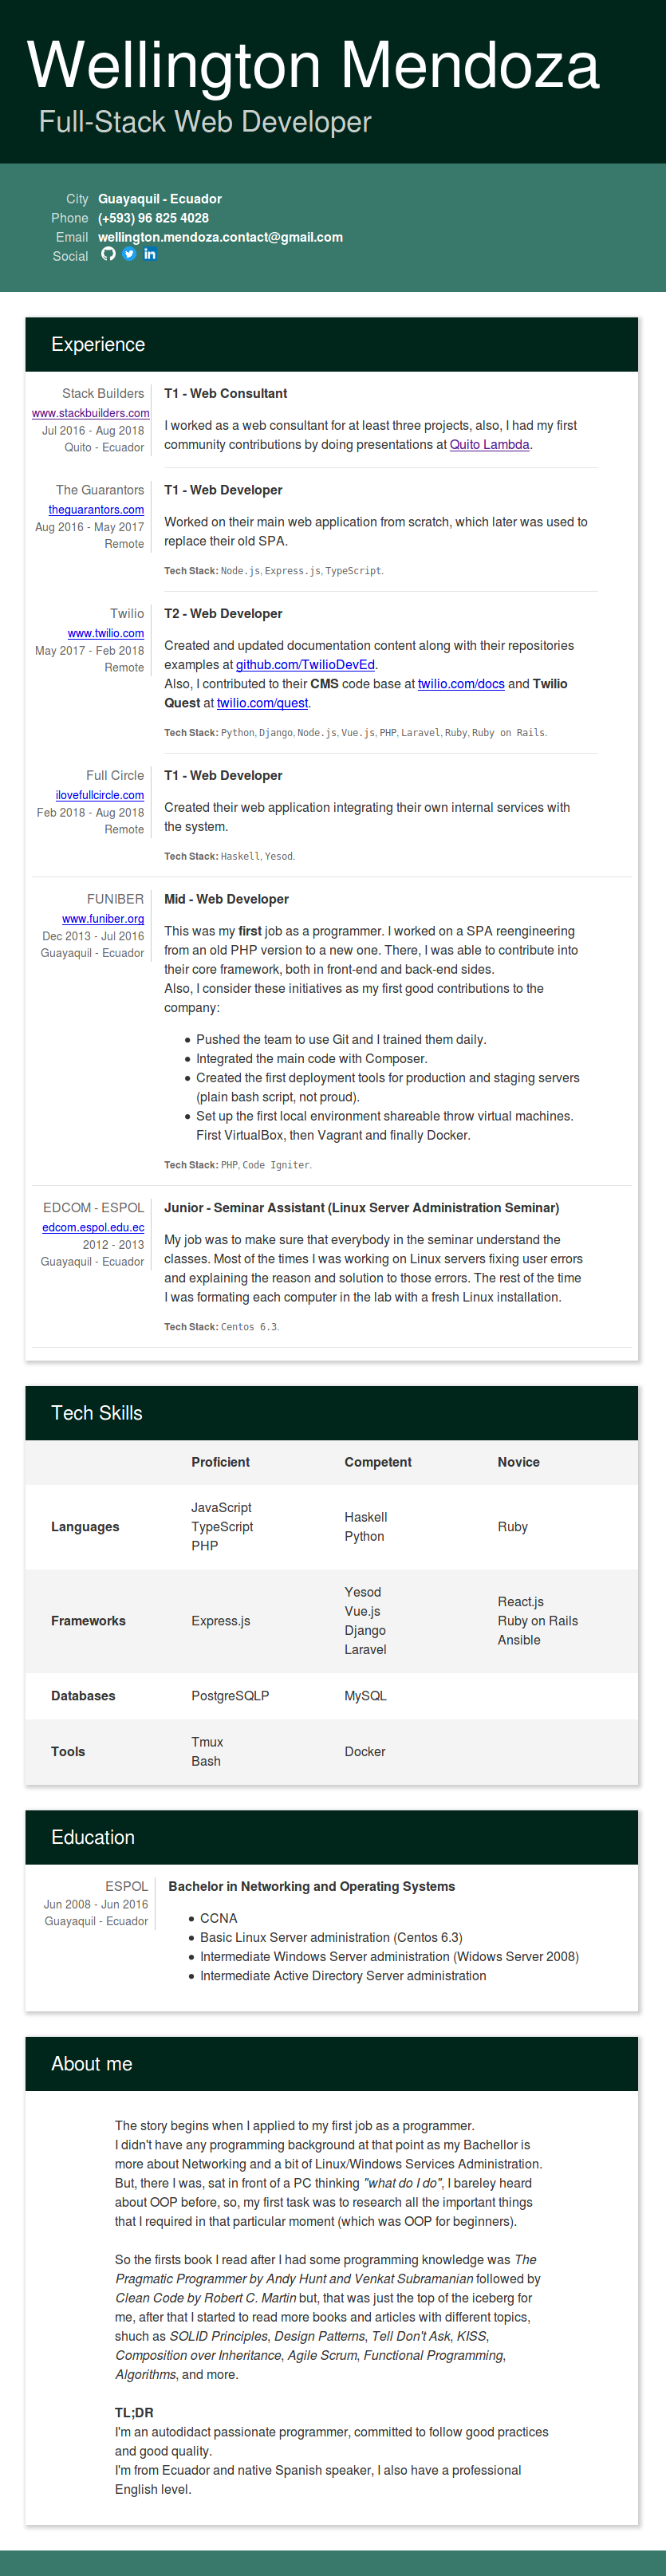 Wellington Mendoza
Full-Stack Web Developer
City Guayaquil - Ecuador
Phone (+593) 96 825 4028
Email wellington.mendoza.contact@gmail.com
Social
Experience
Stack Builders
www.stackbuilders.com
Jul 2016 - Aug 2018
Quito - Ecuador
T1 - Web Consultant
I worked as a web consultant for at least three projects, also, I had my first
community contributions by doing presentations at Quito Lambda.
The Guarantors
theguarantors.com
Aug 2016 - May 2017
Remote
T1 - Web Developer
Worked on their main web application from scratch, which later was used to
replace their old SPA.
Tech Stack: Node.js, Express.js, TypeScript.
Twilio
www.twilio.com
May 2017 - Feb 2018
Remote
T2 - Web Developer
Created and updated documentation content along with their repositories
examples at github.com/TwilioDevEd.
Also, I contributed to their CMS code base at twilio.com/docs and Twilio
Quest at twilio.com/quest.
Tech Stack: Python, Django, Node.js, Vue.js, PHP, Laravel, Ruby, Ruby on Rails.
Full Circle
ilovefullcircle.com
Feb 2018 - Aug 2018
Remote
T1 - Web Developer
Created their web application integrating their own internal services with
the system.
Tech Stack: Haskell, Yesod.
FUNIBER
www.funiber.org
Dec 2013 - Jul 2016
Guayaquil - Ecuador
Mid - Web Developer
This was my first job as a programmer. I worked on a SPA reengineering
from an old PHP version to a new one. There, I was able to contribute into
their core framework, both in front-end and back-end sides.
Also, I consider these initiatives as my first good contributions to the
company:
• Pushed the team to use Git and I trained them daily.
• Integrated the main code with Composer.
• Created the first deployment tools for production and staging servers
(plain bash script, not proud).
• Set up the first local environment shareable throw virtual machines.
First VirtualBox, then Vagrant and finally Docker.
Tech Stack: PHP, Code Igniter.
EDCOM - ESPOL
edcom.espol.edu.ec
2012 - 2013
Guayaquil - Ecuador
Junior - Seminar Assistant (Linux Server Administration Seminar)
My job was to make sure that everybody in the seminar understand the
classes. Most of the times I was working on Linux servers fixing user errors
and explaining the reason and solution to those errors. The rest of the time
I was formating each computer in the lab with a fresh Linux installation.
Tech Stack: Centos 6.3.
Tech Skills
Proficient Competent Novice
Languages
JavaScript
TypeScript
PHP
Haskell
Python
Ruby
Frameworks
Express.js
Yesod
Vue.js
Django
Laravel
React.js
Ruby on Rails
Ansible
Databases PostgreSQLP MySQL
Tools
Tmux
Bash
Docker
Education
ESPOL
Jun 2008 - Jun 2016
Guayaquil - Ecuador
Bachelor in Networking and Operating Systems
• CCNA
• Basic Linux Server administration (Centos 6.3)
• Intermediate Windows Server administration (Widows Server 2008)
• Intermediate Active Directory Server administration
About me
The story begins when I applied to my first job as a programmer.
I didn't have any programming background at that point as my Bachellor is
more about Networking and a bit of Linux/Windows Services Administration.
But, there I was, sat in front of a PC thinking "what do I do", I bareley heard
about OOP before, so, my first task was to research all the important things
that I required in that particular moment (which was OOP for beginners).
So the firsts book I read after I had some programming knowledge was The
Pragmatic Programmer by Andy Hunt and Venkat Subramanian followed by
Clean Code by Robert C. Martin but, that was just the top of the iceberg for
me, after that I started to read more books and articles with different topics,
shuch as SOLID Principles, Design Patterns, Tell Don't Ask, KISS,
Composition over Inheritance, Agile Scrum, Functional Programming,
Algorithms, and more.
TL;DR
I'm an autodidact passionate programmer, committed to follow good practices
and good quality.
I'm from Ecuador and native Spanish speaker, I also have a professional
English level.